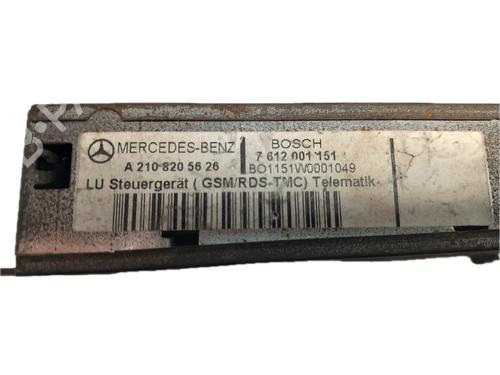 MERCEDES-BENZ
A 210 820 56 26
BOSCH
7 612 001 151
BO1151W0001049
LU Steuergerät ( GSM/RDS-TMC) Telematik